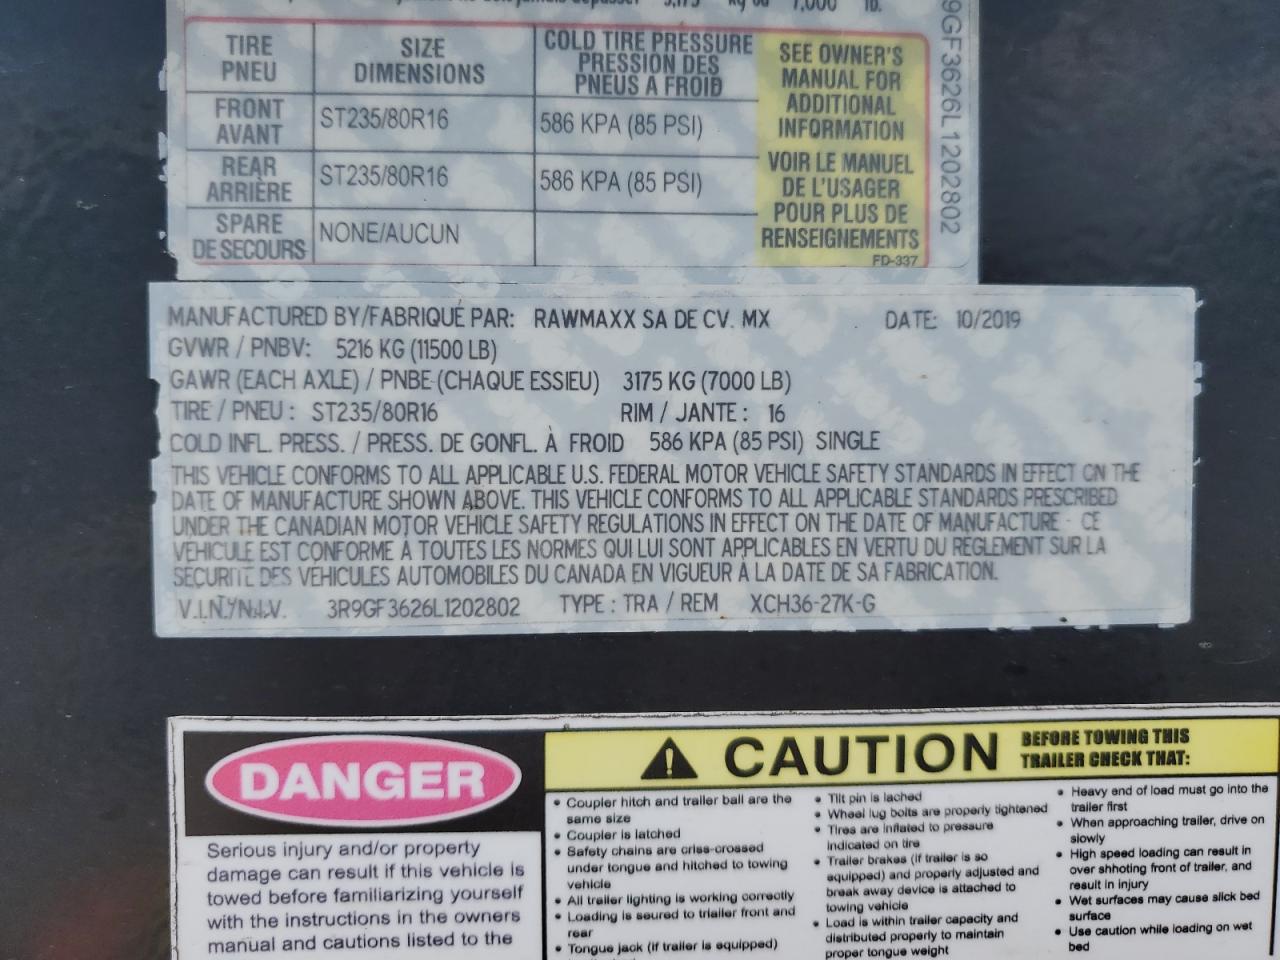 3,175 kg ou 7,000 lb.
TIRE PNEU SIZE DIMENSIONS COLD TIRE PRESSURE PRESSION DES PNEUS A FROID
FRONT AVANT ST235/80R16 586 KPA (85 PSI)
REAR ARRIÈRE ST235/80R16 586 KPA (85 PSI)
SPARE DE SECOURS NONE/AUCUN
SEE OWNER'S
MANUAL FOR
ADDITIONAL
INFORMATION
VOIR LE MANUEL
DE L'USAGER
POUR PLUS DE
RENSEIGNEMENTS
FD-337
9GF3626L1202802
MANUFACTURED BY/FABRIQUE PAR: RAWMAXX SA DE CV. MX DATE: 10/2019
GVWR / PNBV: 5216 KG (11500 LB)
GAWR (EACH AXLE) / PNBE (CHAQUE ESSIEU) 3175 KG (7000 LB)
TIRE / PNEU : ST235/80R16 RIM / JANTE : 16
COLD INFL. PRESS. / PRESS. DE GONFL. À FROID 586 KPA (85 PSI) SINGLE
THIS VEHICLE CONFORMS TO ALL APPLICABLE U.S. FEDERAL MOTOR VEHICLE SAFETY STANDARDS IN EFFECT ON THE
DATE OF MANUFACTURE SHOWN ABOVE. THIS VEHICLE CONFORMS TO ALL APPLICABLE STANDARDS PRESCRIBED
UNDER THE CANADIAN MOTOR VEHICLE SAFETY REGULATIONS IN EFFECT ON THE DATE OF MANUFACTURE - CE
VEHICULE EST CONFORME À TOUTES LES NORMES QUI LUI SONT APPLICABLES EN VERTU DU REGLEMENT SUR LA
SECURITE DES VEHICULES AUTOMOBILES DU CANADA EN VIGUEUR À LA DATE DE SA FABRICATION.
V.I.N./N.I.V. 3R9GF3626L1202802 TYPE : TRA / REM XCH36-27K-G
DANGER
Serious injury and/or property
damage can result if this vehicle is
towed before familiarizing yourself
with the instructions in the owners
manual and cautions listed to the
CAUTION BEFORE TOWING THIS
TRAILER CHECK THAT:
• Coupler hitch and trailer ball are the
same size
• Coupler is latched
• Safety chains are criss-crossed
under tongue and hitched to towing
vehicle
• All trailer lighting is working correctly
• Loading is seured to trialler front and
rear
• Tongue jack (if trailer is equipped)
• Tilt pin is lached
• Wheel lug bolts are properly tightened
• Tires are inflated to pressure
indicated on tire
• Trailer brakes (if trailer is so
equipped) and properly adjusted and
break away device is attached to
towing vehicle
• Load is within trailer capacity and
distributed properly to maintain
proper tongue weight
• Heavy end of load must go into the
trailer first
• When approaching trailer, drive on
slowly
• High speed loading can result in
over shhoting front of trailer, and
result in injury
• Wet surfaces may cause slick bed
surface
• Use caution while loading on wet
bed